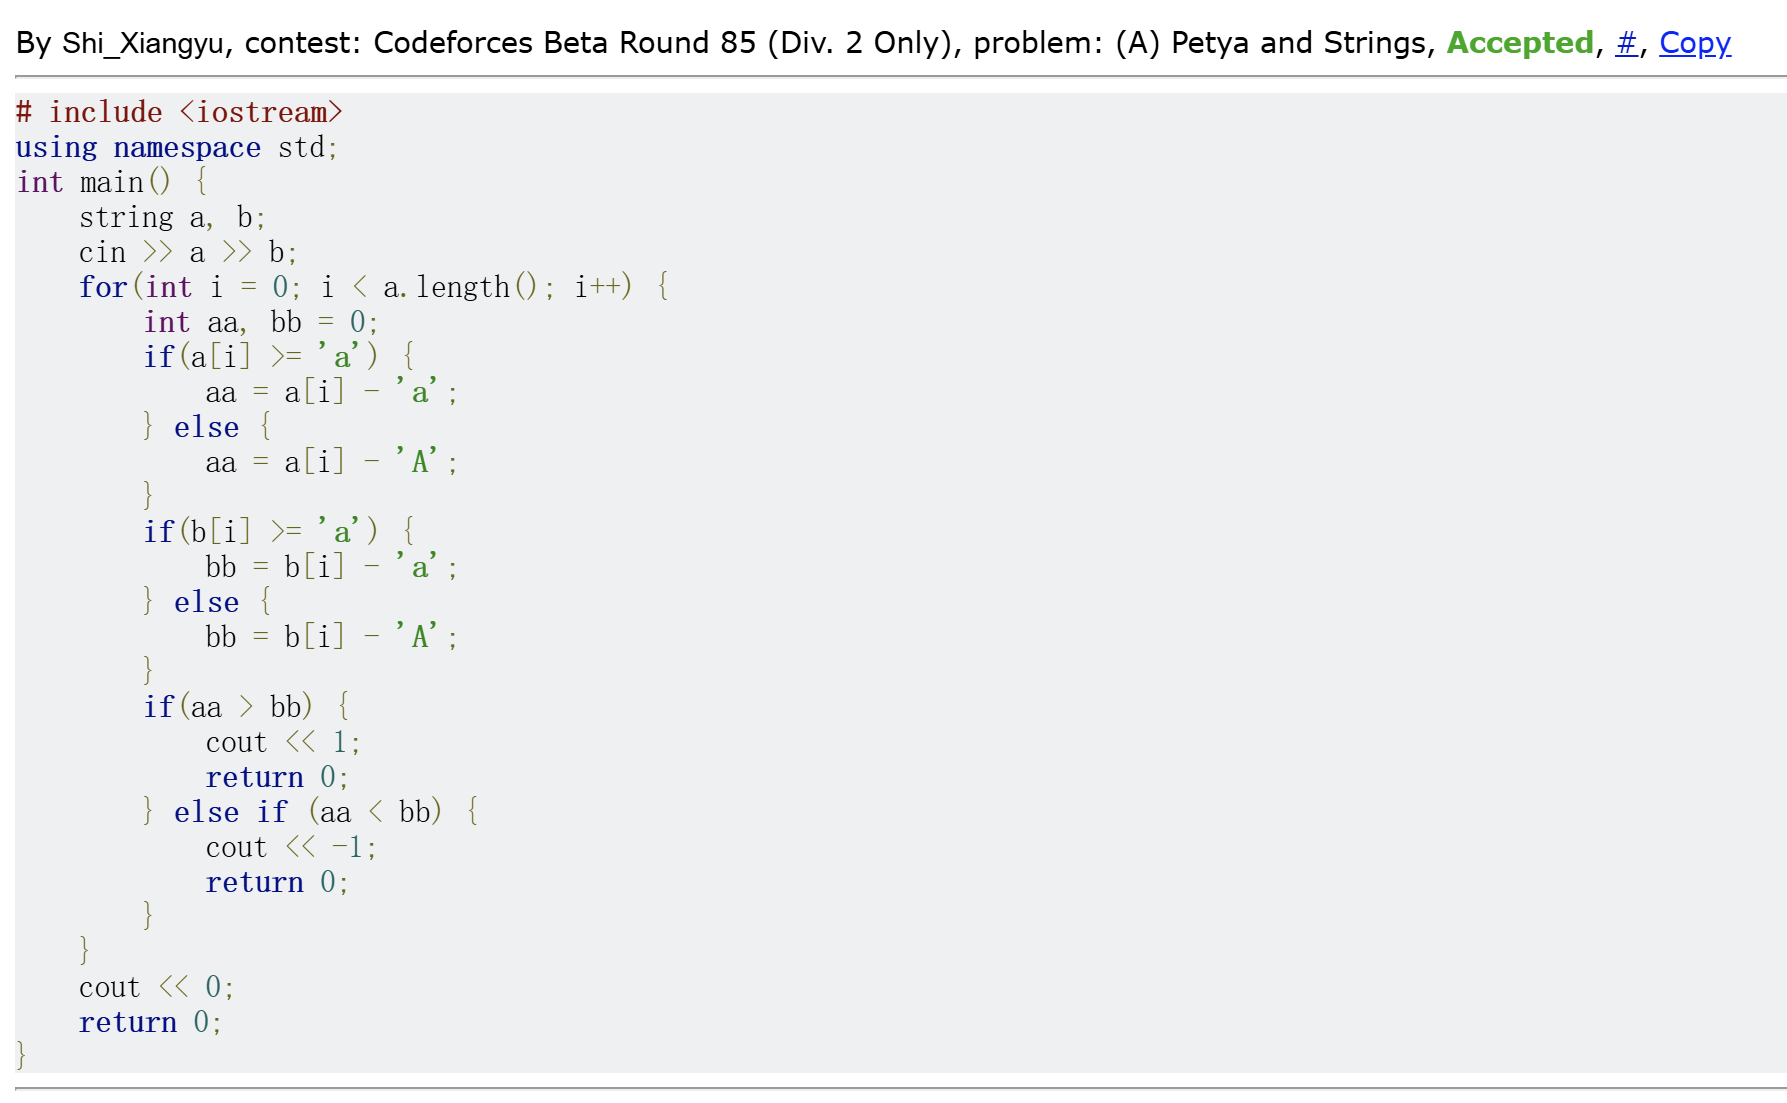 By Shi_Xiangyu, contest: Codeforces Beta Round 85 (Div. 2 Only), problem: (A) Petya and Strings, Accepted, #, Copy
# include <iostream>
using namespace std;
int main() {
    string a, b;
    cin >> a >> b;
    for(int i = 0; i < a.length(); i++) {
        int aa, bb = 0;
        if(a[i] >= 'a') {
            aa = a[i] - 'a';
        } else {
            aa = a[i] - 'A';
        }
        if(b[i] >= 'a') {
            bb = b[i] - 'a';
        } else {
            bb = b[i] - 'A';
        }
        if(aa > bb) {
            cout << 1;
            return 0;
        } else if (aa < bb) {
            cout << -1;
            return 0;
        }
    }
    cout << 0;
    return 0;
}